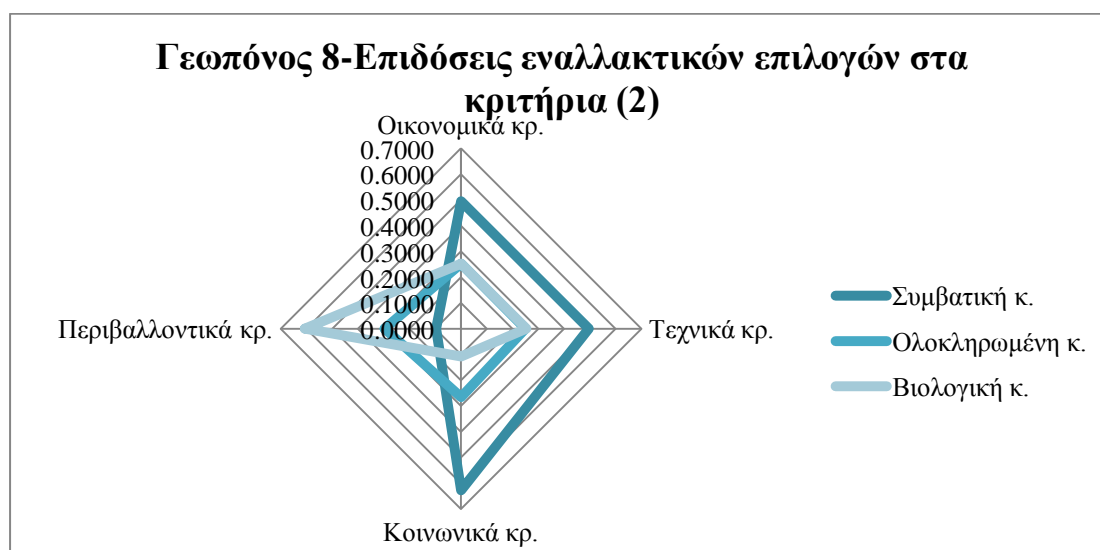 Γεωπόνος 8-Επιδόσεις εναλλακτικών επιλογών στα
κριτήρια (2)
Οικονομικά κρ.
0.7000
0.6000
0.5000
0.4000
0.3000
0.2000
0.1000
0.0000
Περιβαλλοντικά κρ.
Τεχνικά κρ.
Κοινωνικά κρ.
Συμβατική κ.
Ολοκληρωμένη κ.
Βιολογική κ.